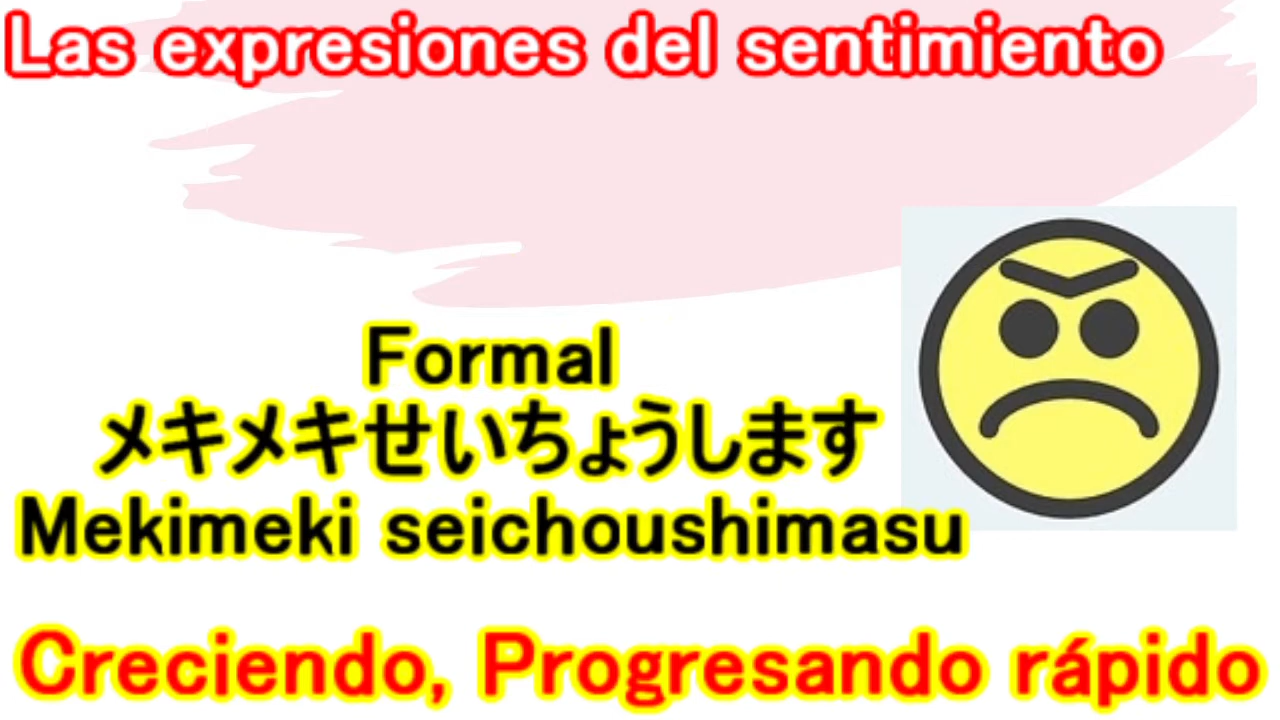 Las expresiones del sentimiento
Formal
メキメキせいちょうします
Mekimeki seichoushimasu
Creciendo, Progresando rápido